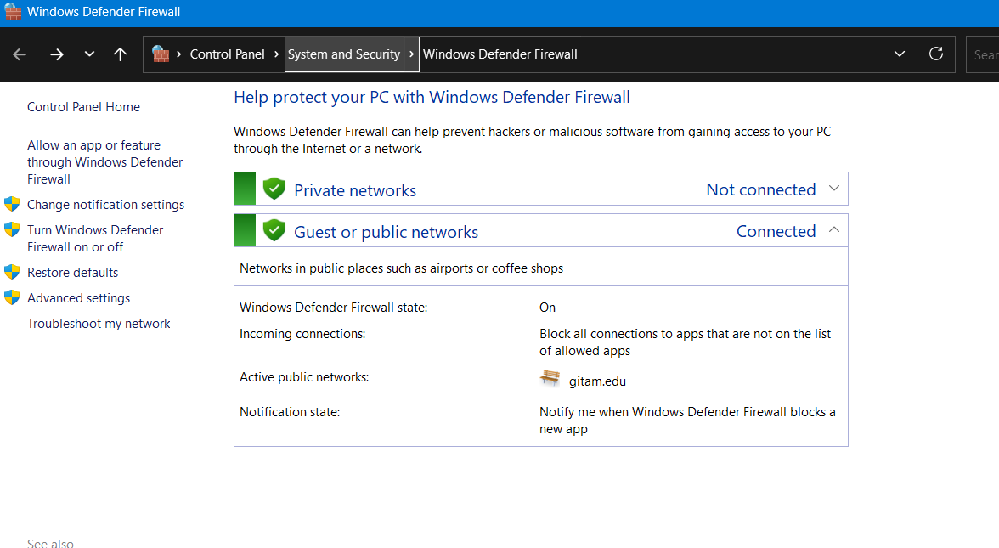 Windows Defender Firewall
Control Panel
System and Security
Windows Defender Firewall
Control Panel Home
Allow an app or feature
through Windows Defender
Firewall
Change notification settings
Turn Windows Defender
Firewall on or off
Restore defaults
Advanced settings
Troubleshoot my network
See also
Help protect your PC with Windows Defender Firewall
Windows Defender Firewall can help prevent hackers or malicious software from gaining access to your PC
through the Internet or a network.
Private networks
Not connected
Guest or public networks
Connected
Networks in public places such as airports or coffee shops
Windows Defender Firewall state:
On
Incoming connections:
Block all connections to apps that are not on the list
of allowed apps
Active public networks:
gitam.edu
Notification state:
Notify me when Windows Defender Firewall blocks a
new app